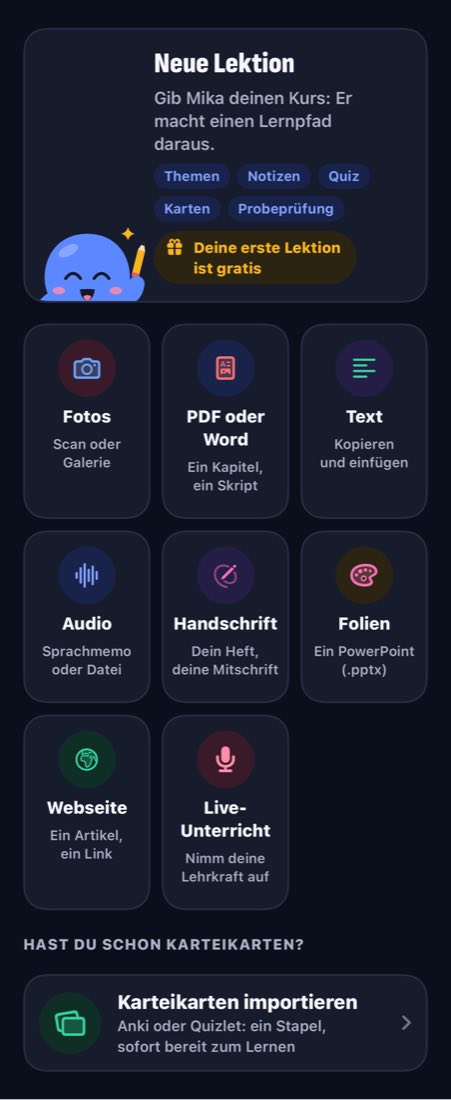 Neue Lektion
Gib Mika deinen Kurs: Er
macht einen Lernpfad
daraus.
Themen
Notizen
Quiz
Karten
Probeprüfung
Deine erste Lektion
ist gratis
Fotos
Scan oder
Galerie
PDF oder
Word
Ein Kapitel,
ein Skript
Text
Kopieren
und einfügen
Audio
Sprachmemo
oder Datei
Handschrift
Dein Heft,
deine Mitschrift
Folien
Ein PowerPoint
(.pptx)
Webseite
Ein Artikel,
ein Link
Live-
Unterricht
Nimm deine
Lehrkraft auf
HAST DU SCHON KARTEIKARTEN?
Karteikarten importieren
Anki oder Quizlet: ein Stapel,
sofort bereit zum Lernen